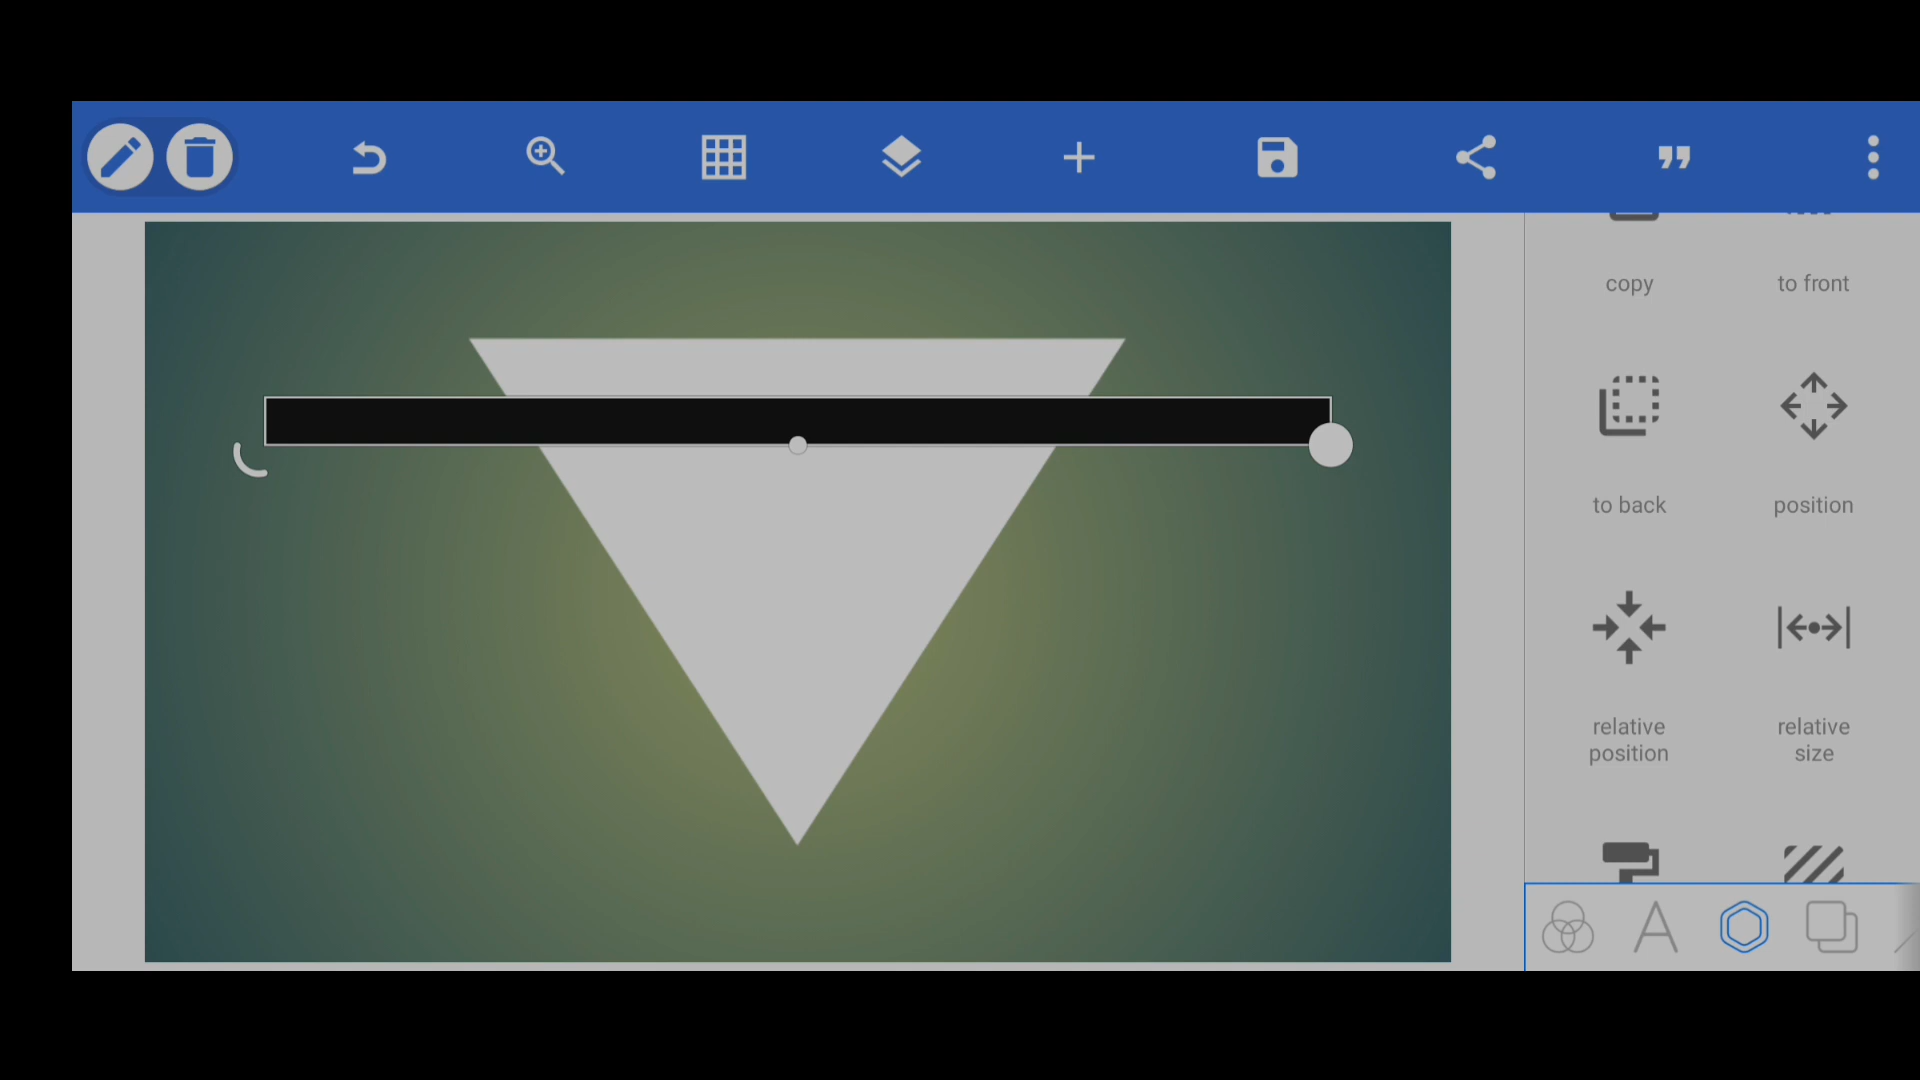 copy
to front
to back
position
relative
position
relative
size